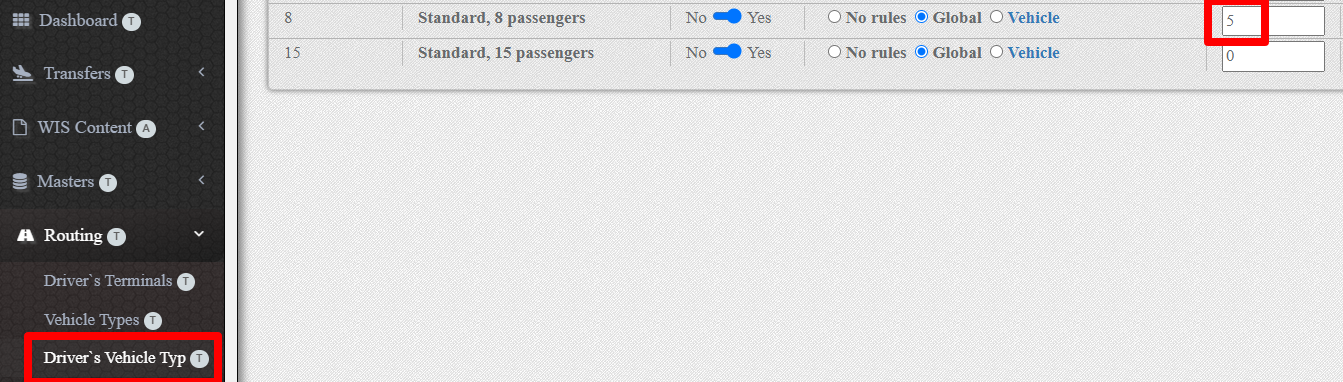 Dashboard T
Transfers T
WIS Content A
Masters T
Routing T
Driver`s Terminals T
Vehicle Types T
Driver`s Vehicle Typ T
8 Standard, 8 passengers No Yes No rules Global Vehicle 5
15 Standard, 15 passengers No Yes No rules Global Vehicle 0